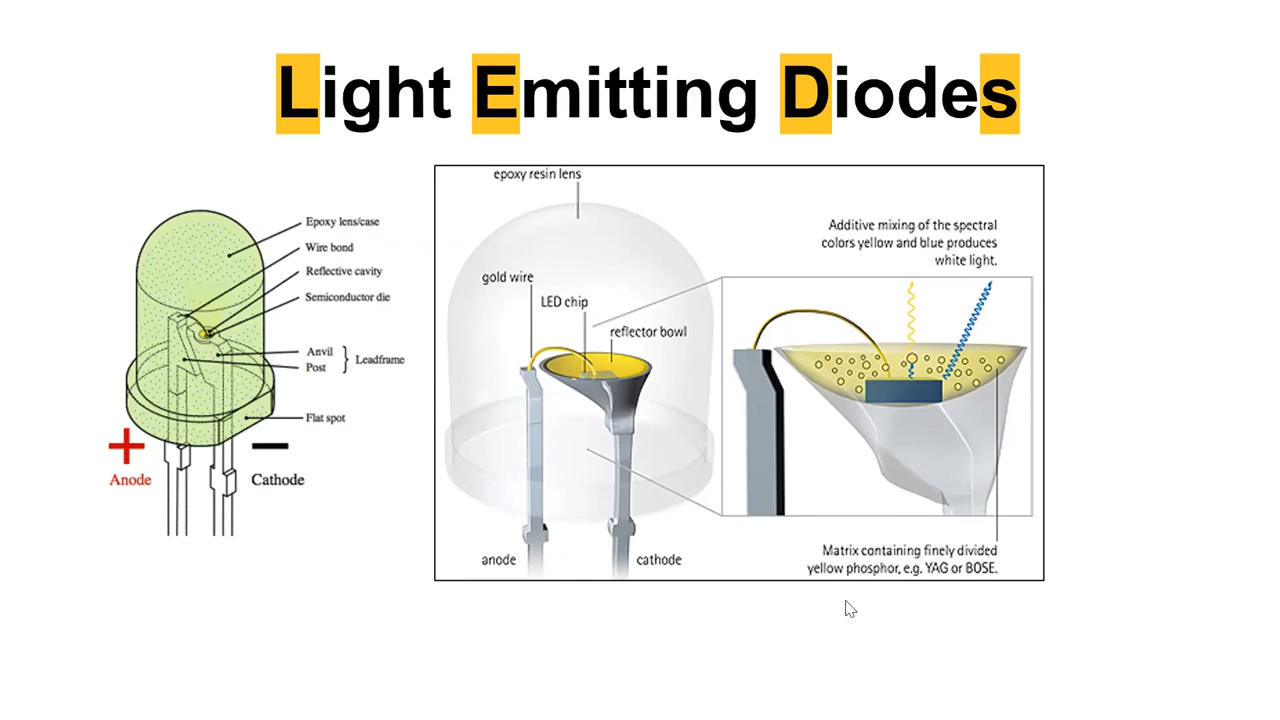 Light Emitting Diodes
Epoxy lens/case
Wire bond
Reflective cavity
Semiconductor die
Anvil
Post
Leadframe
Flat spot
+
−
Anode
Cathode
epoxy resin lens
gold wire
LED chip
reflector bowl
anode
cathode
Additive mixing of the spectral
colors yellow and blue produces
white light.
Matrix containing finely divided
yellow phosphor, e.g. YAG or BOSE.